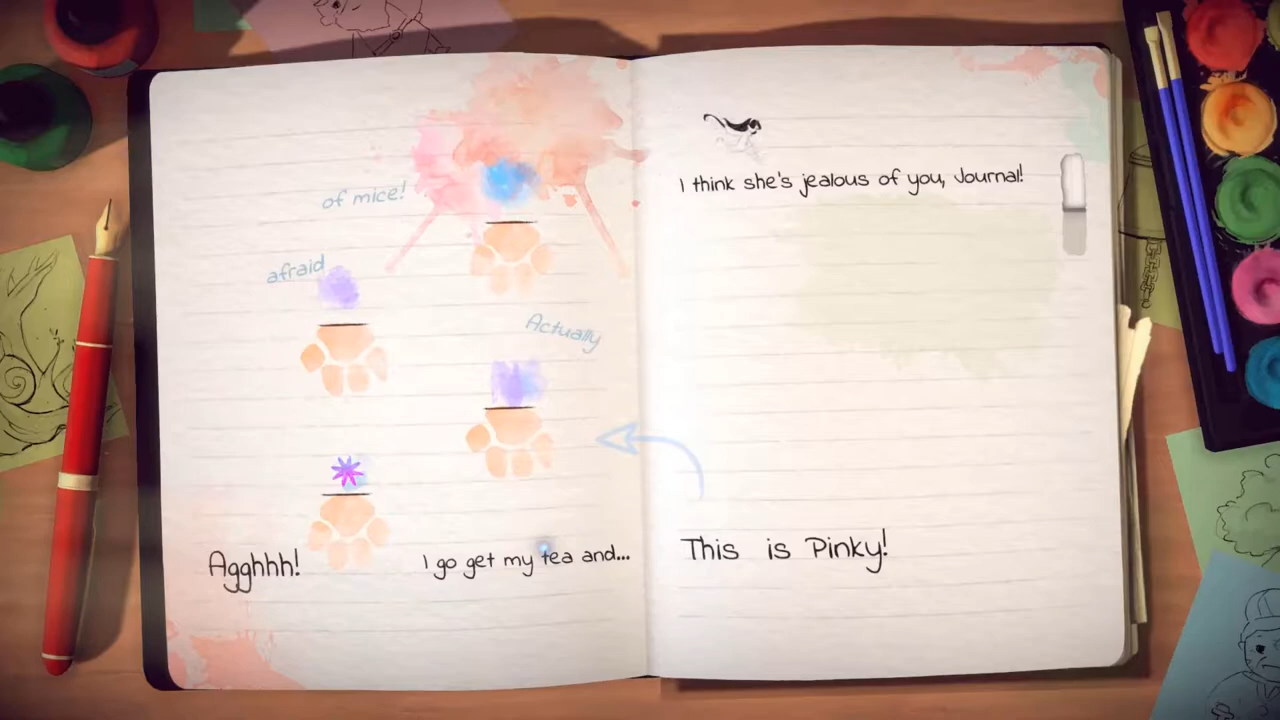 of mice!
afraid
Actually
Agghhh!
I go get my tea and...
I think she's jealous of you, Journal!
This is Pinky!